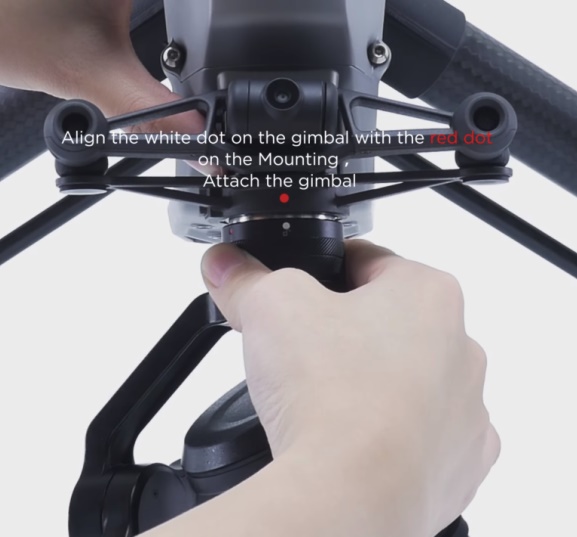 Align the white dot on the gimbal with the red dot
on the Mounting ,
Attach the gimbal